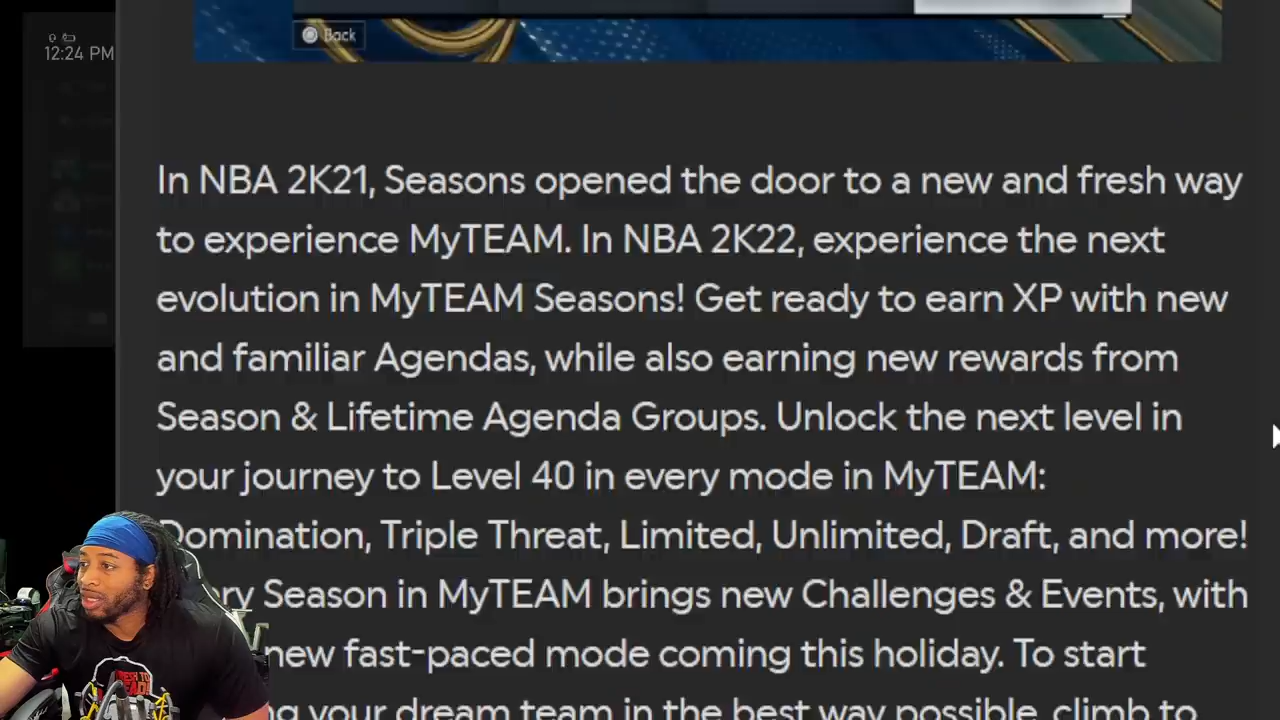 12:24 PM
Back
In NBA 2K21, Seasons opened the door to a new and fresh way
to experience MyTEAM. In NBA 2K22, experience the next
evolution in MyTEAM Seasons! Get ready to earn XP with new
and familiar Agendas, while also earning new rewards from
Season & Lifetime Agenda Groups. Unlock the next level in
your journey to Level 40 in every mode in MyTEAM:
Domination, Triple Threat, Limited, Unlimited, Draft, and more!
Season in MyTEAM brings new Challenges & Events, with
new fast-paced mode coming this holiday. To start
your dream team in the best way possible, climb to